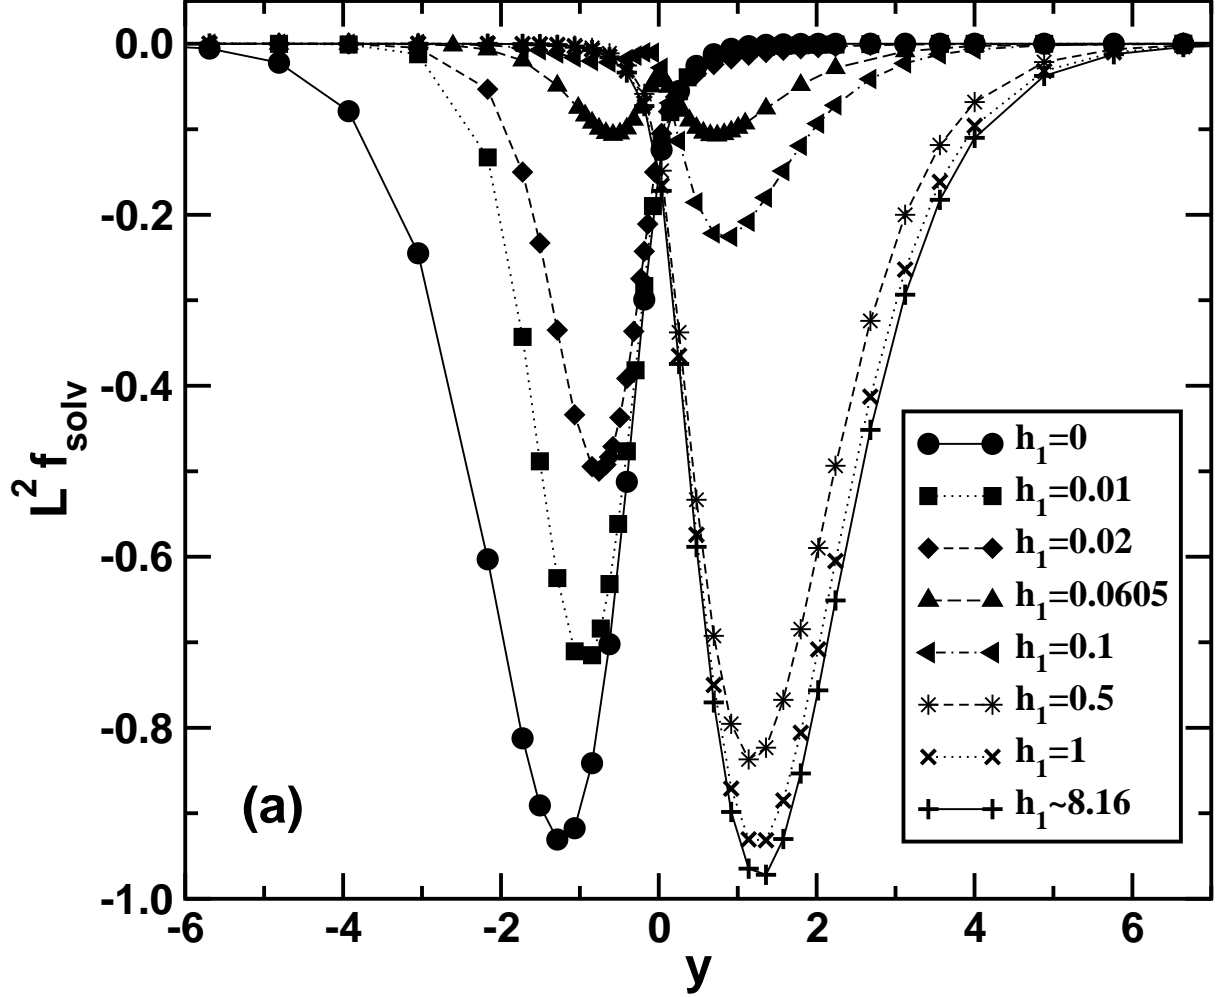 0.0
-0.2
-0.4
-0.6
-0.8
-1.0
L² f_solv
(a)
h₁=0
h₁=0.01
h₁=0.02
h₁=0.0605
h₁=0.1
h₁=0.5
h₁=1
h₁~8.16
-6 -4 -2 0 2 4 6
y